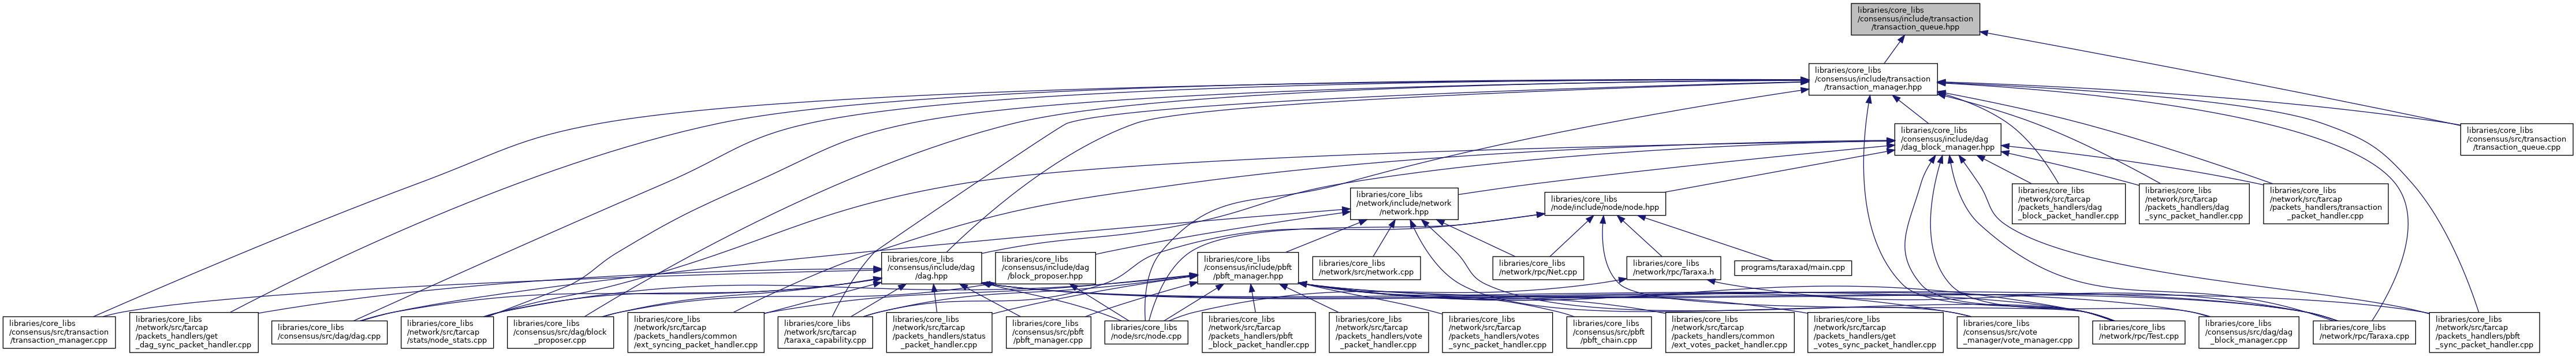 libraries/core_libs
/consensus/include/transaction
/transaction_queue.hpp
libraries/core_libs
/consensus/include/transaction
/transaction_manager.hpp
libraries/core_libs
/consensus/include/dag
/dag_block_manager.hpp
libraries/core_libs
/consensus/src/transaction
/transaction_queue.cpp
libraries/core_libs
/network/include/network
/network.hpp
libraries/core_libs
/node/include/node/node.hpp
libraries/core_libs
/network/src/tarcap
/packets_handlers/dag
_block_packet_handler.cpp
libraries/core_libs
/network/src/tarcap
/packets_handlers/dag
_sync_packet_handler.cpp
libraries/core_libs
/network/src/tarcap
/packets_handlers/transaction
_packet_handler.cpp
libraries/core_libs
/consensus/include/dag
/dag.hpp
libraries/core_libs
/consensus/include/dag
/block_proposer.hpp
libraries/core_libs
/consensus/include/pbft
/pbft_manager.hpp
libraries/core_libs
/network/src/network.cpp
libraries/core_libs
/network/rpc/Net.cpp
libraries/core_libs
/network/rpc/Taraxa.h
programs/taraxad/main.cpp
libraries/core_libs
/consensus/src/transaction
/transaction_manager.cpp
libraries/core_libs
/network/src/tarcap
/packets_handlers/get
_dag_sync_packet_handler.cpp
libraries/core_libs
/consensus/src/dag/dag.cpp
libraries/core_libs
/network/src/tarcap
/stats/node_stats.cpp
libraries/core_libs
/consensus/src/dag/block
_proposer.cpp
libraries/core_libs
/network/src/tarcap
/packets_handlers/common
/ext_syncing_packet_handler.cpp
libraries/core_libs
/network/src/tarcap
/taraxa_capability.cpp
libraries/core_libs
/network/src/tarcap
/packets_handlers/status
_packet_handler.cpp
libraries/core_libs
/consensus/src/pbft
/pbft_manager.cpp
libraries/core_libs
/node/src/node.cpp
libraries/core_libs
/network/src/tarcap
/packets_handlers/pbft
_block_packet_handler.cpp
libraries/core_libs
/network/src/tarcap
/packets_handlers/vote
_packet_handler.cpp
libraries/core_libs
/network/src/tarcap
/packets_handlers/votes
_sync_packet_handler.cpp
libraries/core_libs
/consensus/src/pbft
/pbft_chain.cpp
libraries/core_libs
/network/src/tarcap
/packets_handlers/common
/ext_votes_packet_handler.cpp
libraries/core_libs
/network/src/tarcap
/packets_handlers/get
_votes_sync_packet_handler.cpp
libraries/core_libs
/consensus/src/vote
_manager/vote_manager.cpp
libraries/core_libs
/network/rpc/Test.cpp
libraries/core_libs
/consensus/src/dag/dag
_block_manager.cpp
libraries/core_libs
/network/rpc/Taraxa.cpp
libraries/core_libs
/network/src/tarcap
/packets_handlers/pbft
_sync_packet_handler.cpp